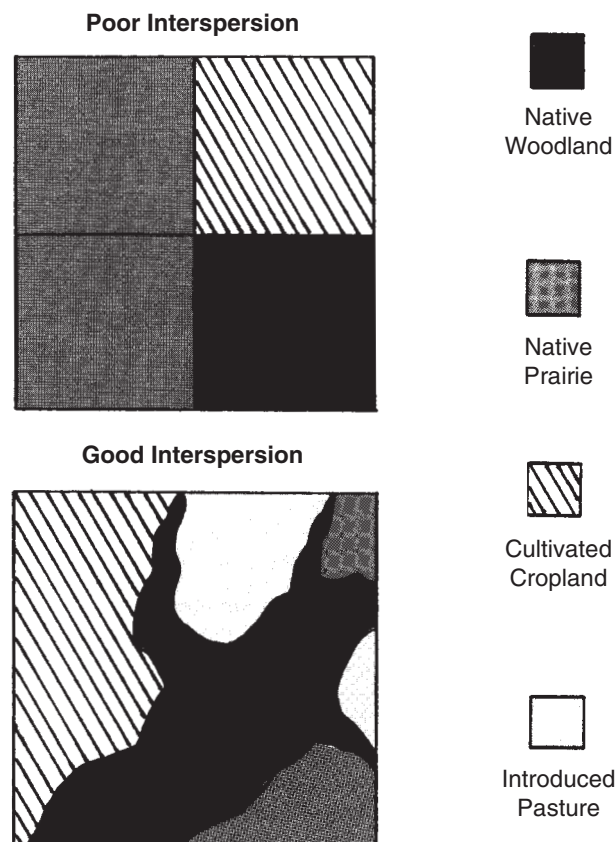 Poor Interspersion
Native
Woodland
Native
Prairie
Good Interspersion
Cultivated
Cropland
Introduced
Pasture